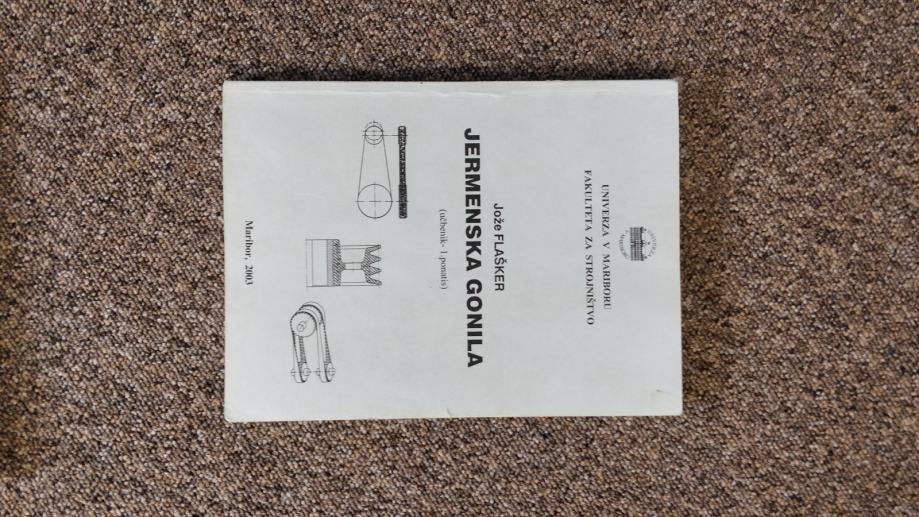 UNIVERZA V MARIBORU
FAKULTETA ZA STROJNIŠTVO
Jože FLAŠKER
JERMENSKA GONILA
(učbenik- 1.ponatis)
Maribor, 2003